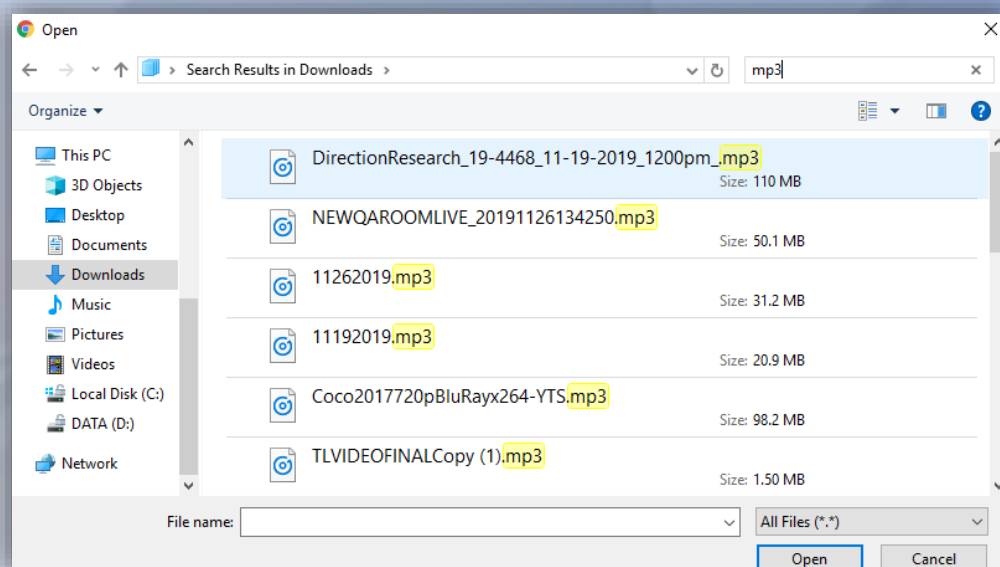 Open
Search Results in Downloads
mp3
Organize
This PC
3D Objects
Desktop
Documents
Downloads
Music
Pictures
Videos
Local Disk (C:)
DATA (D:)
Network
DirectionResearch_19-4468_11-19-2019_1200pm_.mp3
Size: 110 MB
NEWQAROOMLIVE_20191126134250.mp3
Size: 50.1 MB
11262019.mp3
Size: 31.2 MB
11192019.mp3
Size: 20.9 MB
Coco2017720pBluRayx264-YTS.mp3
Size: 98.2 MB
TLVIDEOFINALCopy (1).mp3
Size: 1.50 MB
File name:
All Files (*.*)
Open Cancel